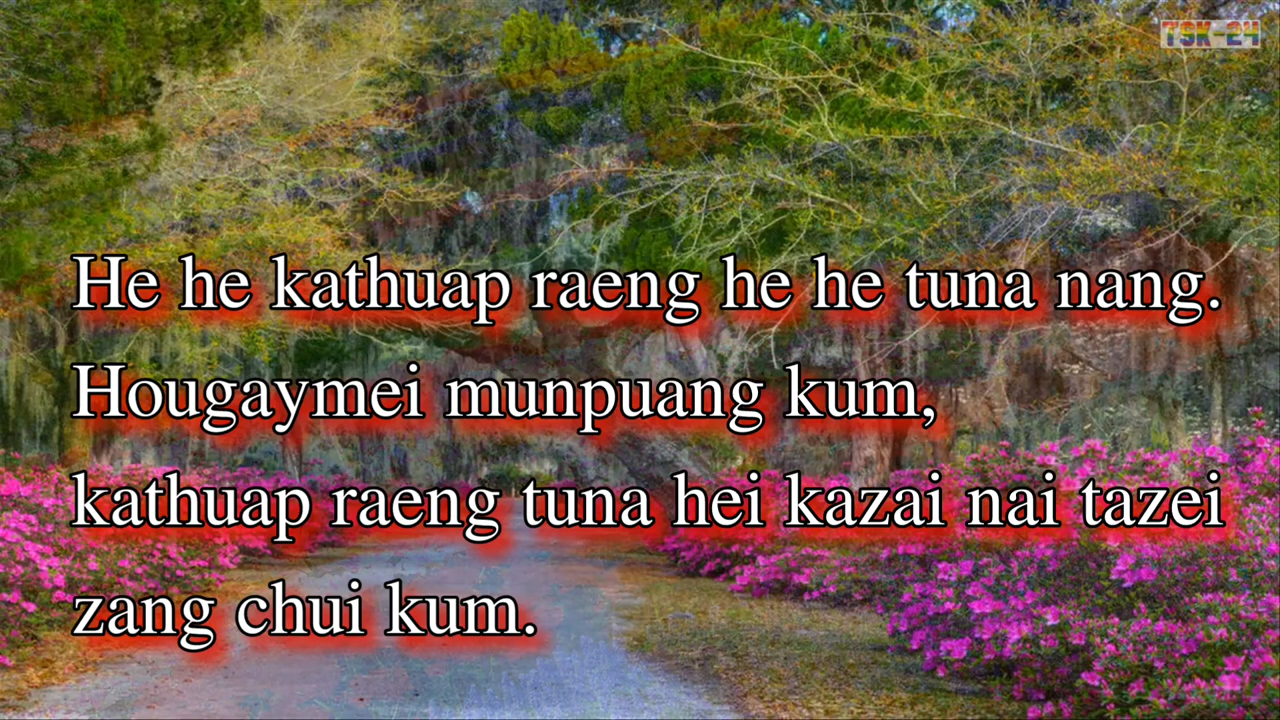 TSK-24
He he kathuap raeng he he tuna nang.
Hougaymei munpuang kum,
kathuap raeng tuna hei kazai nai tazei
zang chui kum.